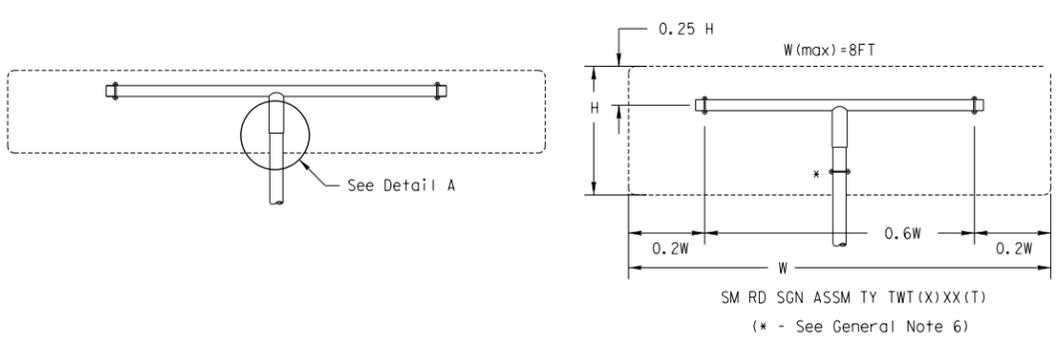 See Detail A
0.25 H
W(max)=8FT
H
*
0.2W
0.6W
0.2W
W
SM RD SGN ASSM TY TWT(X)XX(T)
(* - See General Note 6)